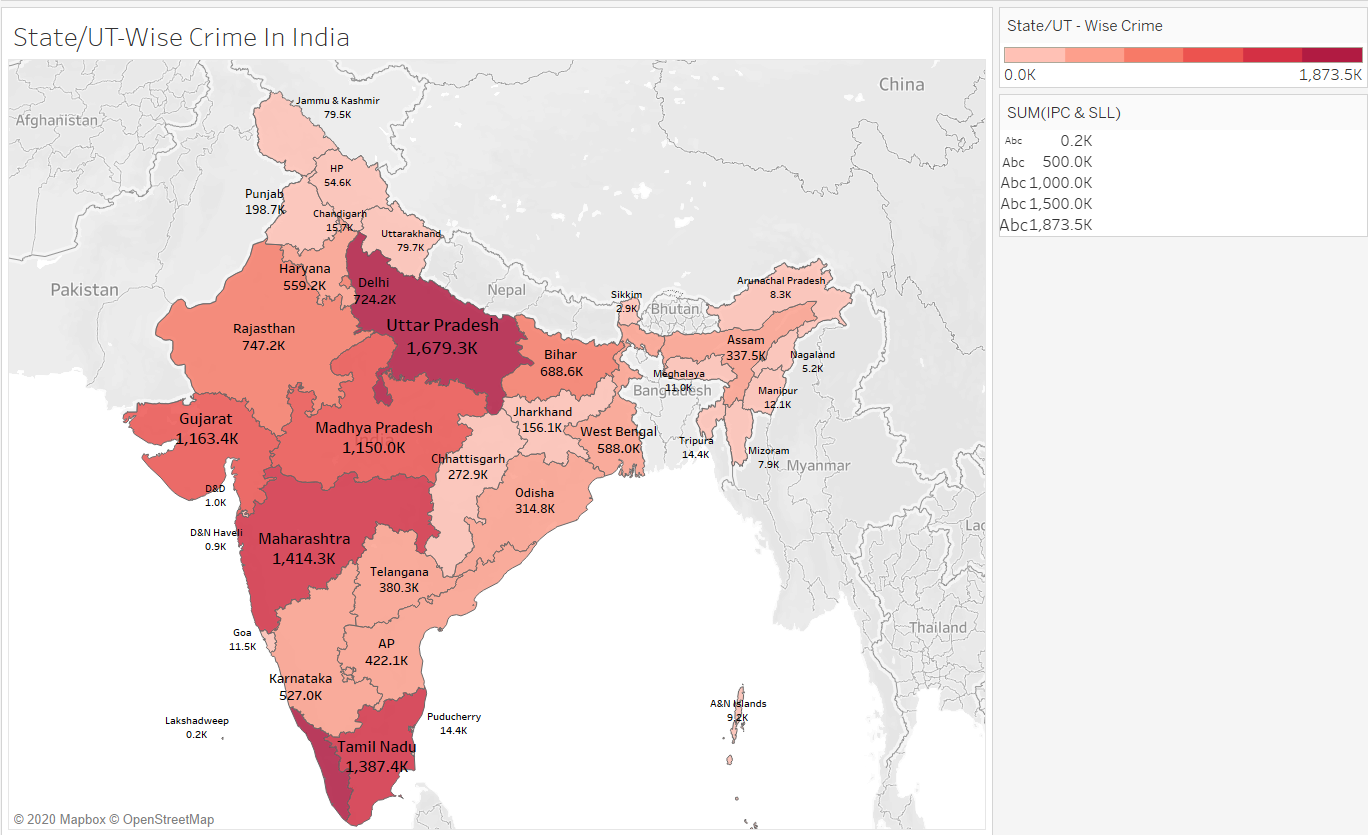 State/UT-Wise Crime In India
State/UT - Wise Crime
0.0K 1,873.5K
SUM(IPC & SLL)
Abc 0.2K
Abc 500.0K
Abc 1,000.0K
Abc 1,500.0K
Abc 1,873.5K
China
Afghanistan
Jammu & Kashmir
79.5K
HP
54.6K
Punjab
198.7K
Chandigarh
15.7K
Uttarakhand
79.7K
Haryana
559.2K
Delhi
724.2K
Pakistan
Nepal
Sikkim
2.9K
Bhutan
Arunachal Pradesh
8.3K
Rajasthan
747.2K
Uttar Pradesh
1,679.3K
Bihar
688.6K
Assam
337.5K
Nagaland
5.2K
Meghalaya
11.0K
Bangladesh
Manipur
12.1K
Gujarat
1,163.4K
Madhya Pradesh
1,150.0K
India
Jharkhand
156.1K
West Bengal
588.0K
Tripura
14.4K
Mizoram
7.9K
Myanmar
Chhattisgarh
272.9K
D&D
1.0K
Odisha
314.8K
D&N Haveli
0.9K
Maharashtra
1,414.3K
Lao
Telangana
380.3K
Goa
11.5K
AP
422.1K
Thailand
Karnataka
527.0K
Lakshadweep
0.2K
Puducherry
14.4K
A&N Islands
9.2K
Tamil Nadu
1,387.4K
© 2020 Mapbox © OpenStreetMap